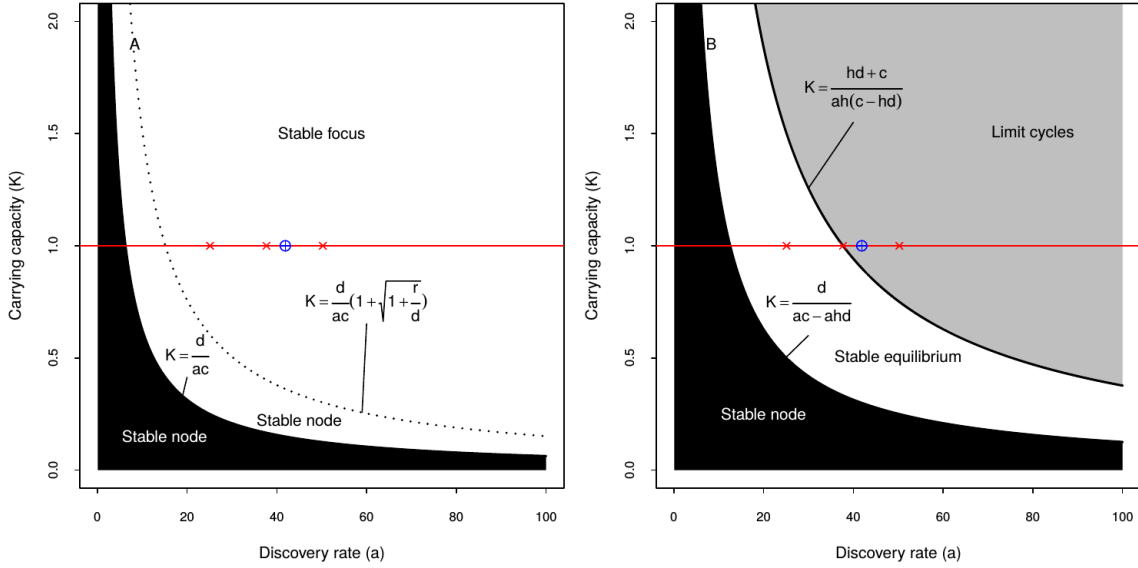 A
Stable focus
K = d/ac (1 + √(1 + r/d))
K = d/ac
Stable node
Stable node
0.0
0.5
1.0
1.5
2.0
Carrying capacity (K)
0
20
40
60
80
100
Discovery rate (a)
B
K = (hd + c)/(ah(c − hd))
Limit cycles
K = d/(ac − ahd)
Stable equilibrium
Stable node
0.0
0.5
1.0
1.5
2.0
Carrying capacity (K)
0
20
40
60
80
100
Discovery rate (a)